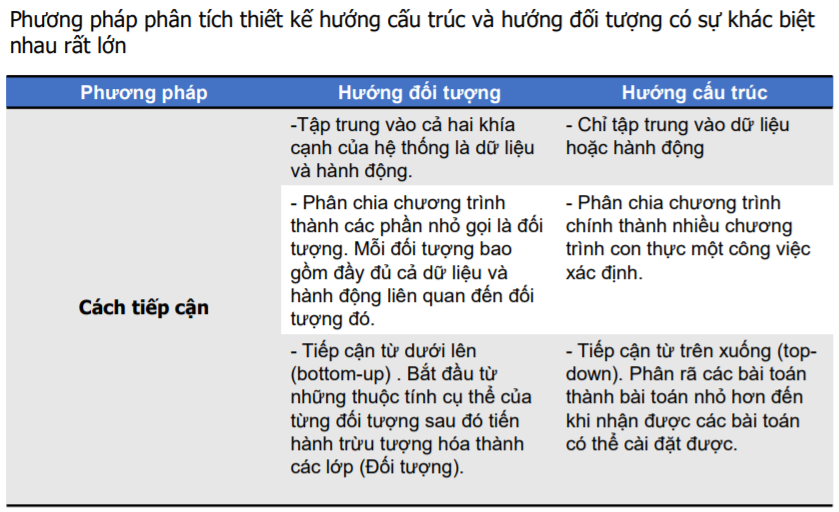 Phương pháp phân tích thiết kế hướng cấu trúc và hướng đối tượng có sự khác biệt
nhau rất lớn
Phương pháp
Hướng đối tượng
Hướng cấu trúc
Cách tiếp cận
-Tập trung vào cả hai khía
cạnh của hệ thống là dữ liệu
và hành động.
- Chỉ tập trung vào dữ liệu
hoặc hành động
- Phân chia chương trình
thành các phần nhỏ gọi là đối
tượng. Mỗi đối tượng bao
gồm đầy đủ cả dữ liệu và
hành động liên quan đến đối
tượng đó.
- Phân chia chương trình
chính thành nhiều chương
trình con thực một công việc
xác định.
- Tiếp cận từ dưới lên
(bottom-up) . Bắt đầu từ
những thuộc tính cụ thể của
từng đối tượng sau đó tiến
hành trừu tượng hóa thành
các lớp (Đối tượng).
- Tiếp cận từ trên xuống (top-
down). Phân rã các bài toán
thành bài toán nhỏ hơn đến
khi nhận được các bài toán
có thể cài đặt được.